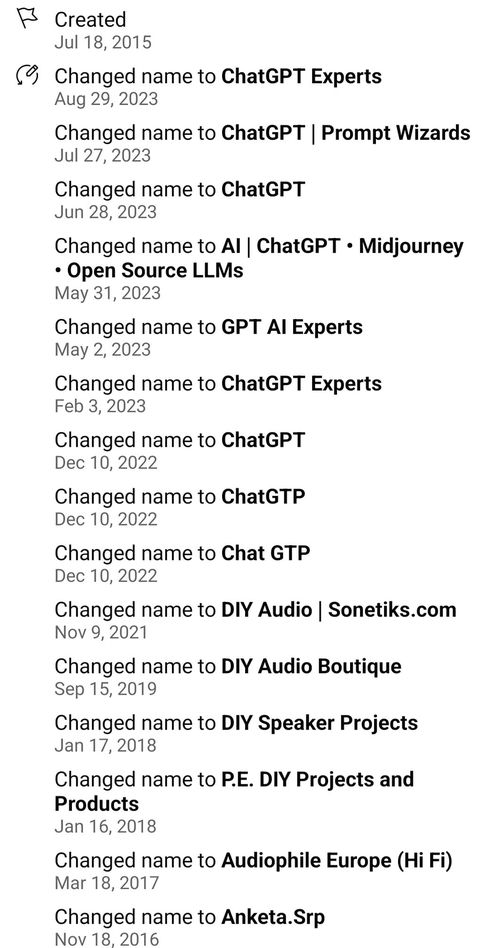 Created
Jul 18, 2015
Changed name to ChatGPT Experts
Aug 29, 2023
Changed name to ChatGPT | Prompt Wizards
Jul 27, 2023
Changed name to ChatGPT
Jun 28, 2023
Changed name to AI | ChatGPT • Midjourney
• Open Source LLMs
May 31, 2023
Changed name to GPT AI Experts
May 2, 2023
Changed name to ChatGPT Experts
Feb 3, 2023
Changed name to ChatGPT
Dec 10, 2022
Changed name to ChatGTP
Dec 10, 2022
Changed name to Chat GTP
Dec 10, 2022
Changed name to DIY Audio | Sonetiks.com
Nov 9, 2021
Changed name to DIY Audio Boutique
Sep 15, 2019
Changed name to DIY Speaker Projects
Jan 17, 2018
Changed name to P.E. DIY Projects and
Products
Jan 16, 2018
Changed name to Audiophile Europe (Hi Fi)
Mar 18, 2017
Changed name to Anketa.Srp
Nov 18, 2016